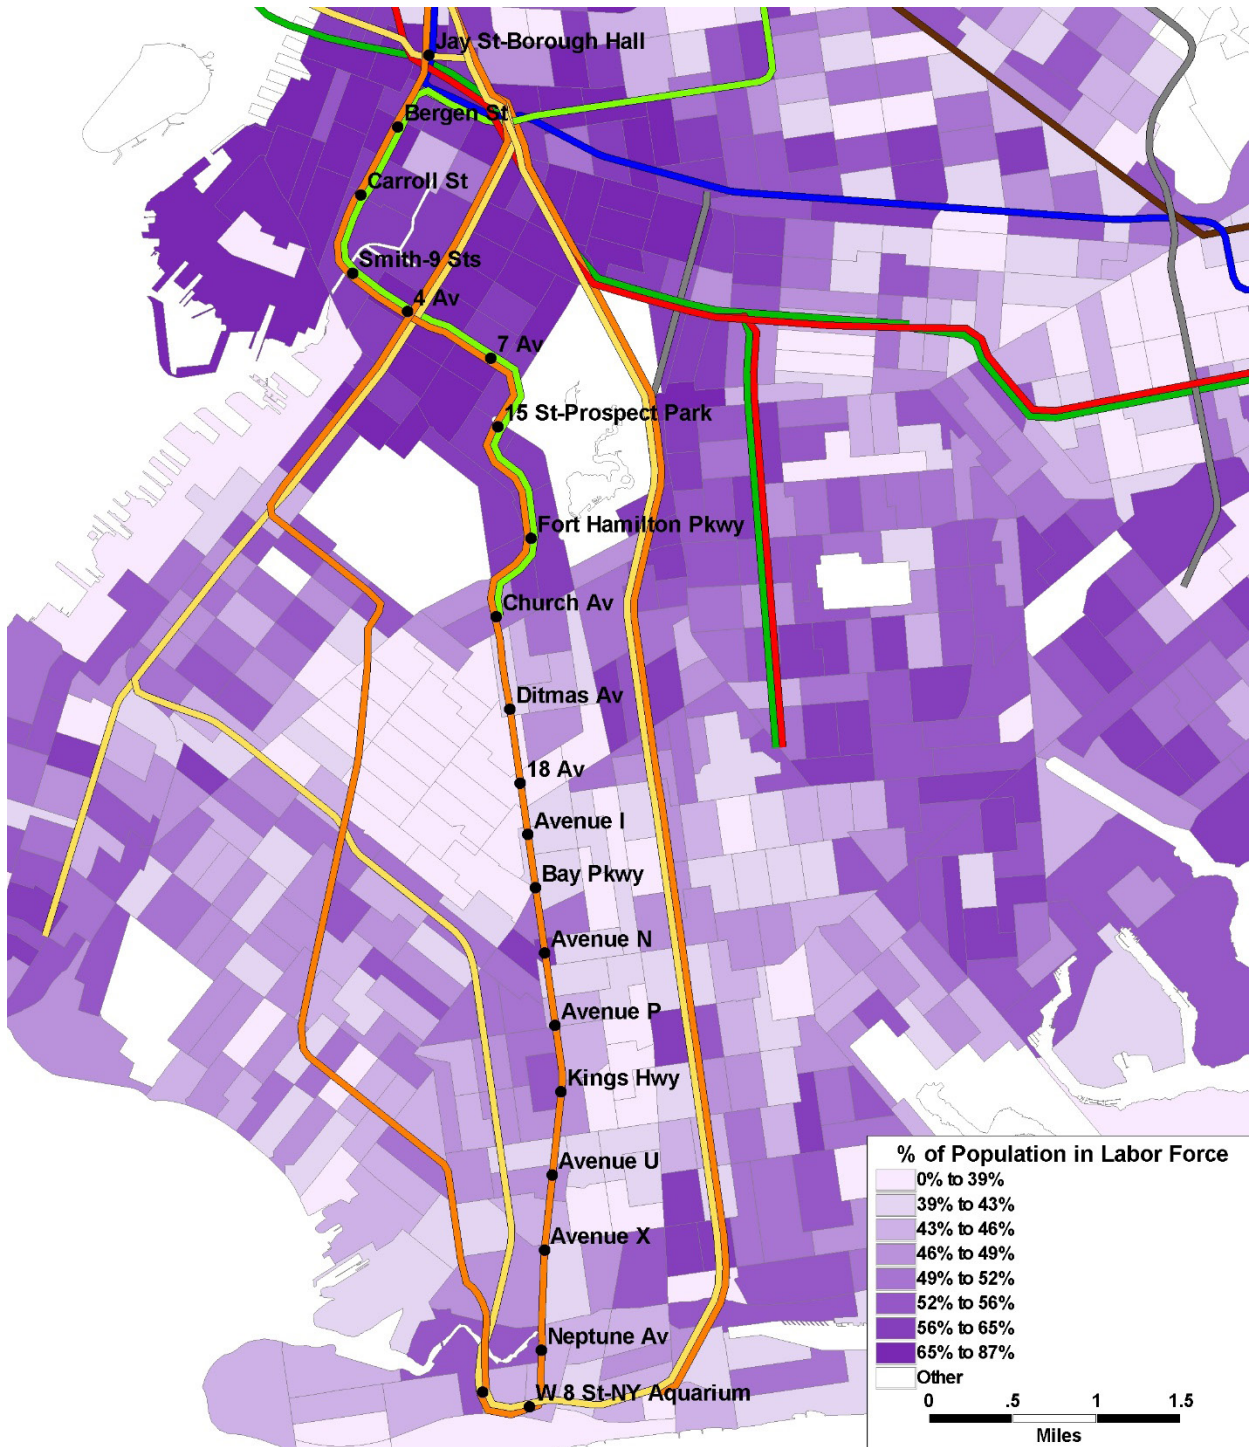 Jay St-Borough Hall
Bergen St
Carroll St
Smith-9 Sts
4 Av
7 Av
15 St-Prospect Park
Fort Hamilton Pkwy
Church Av
Ditmas Av
18 Av
Avenue I
Bay Pkwy
Avenue N
Avenue P
Kings Hwy
Avenue U
Avenue X
Neptune Av
W 8 St-NY Aquarium
% of Population in Labor Force
0% to 39%
39% to 43%
43% to 46%
46% to 49%
49% to 52%
52% to 56%
56% to 65%
65% to 87%
Other
0 .5 1 1.5
Miles